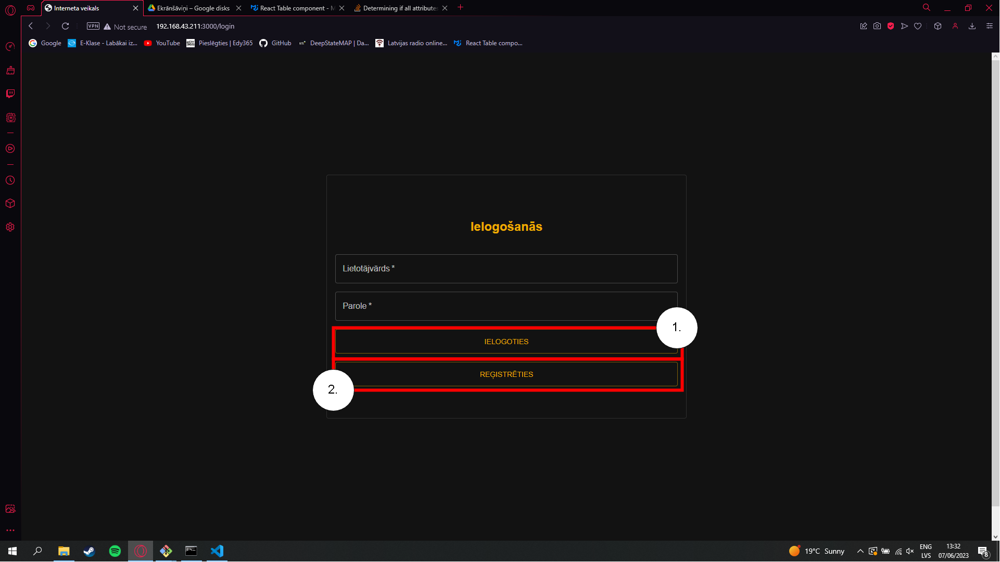 Interneta veikals
Ekrānšāviņi – Google disks
React Table component - M
Determining if all attributes
VPN
Not secure
192.168.43.211:3000/login
Google
E-Klase - Labākai iz...
YouTube
Pieslēgties | Edy365
GitHub
DeepStateMAP | Da...
Latvijas radio online...
React Table compo...
Ielogošanās
Lietotājvārds *
Parole *
1.
IELOGOTIES
REĢISTRĒTIES
2.
19°C Sunny
ENG
LVS
13:32
07/06/2023
8